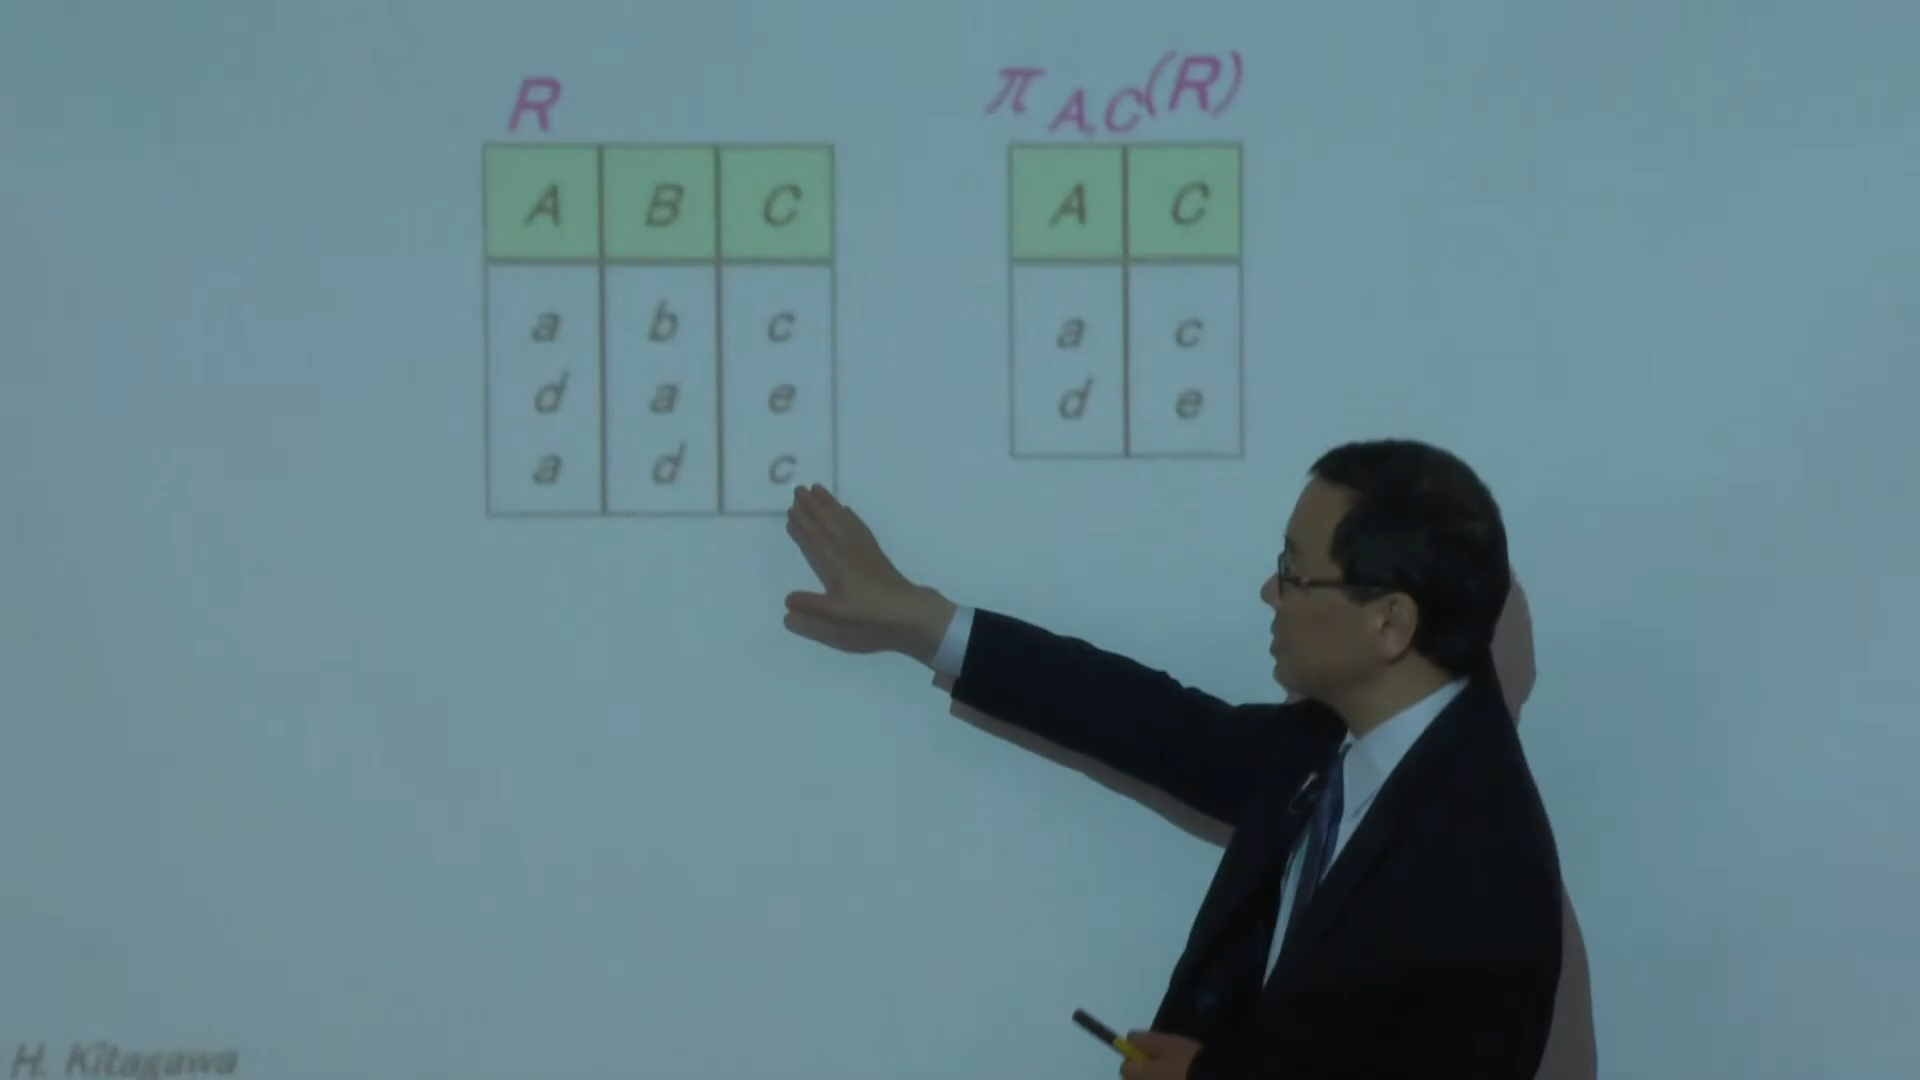 R
A B C
a b c
d a e
a d c
π A,C(R)
A C
a c
d e
H. Kitagawa